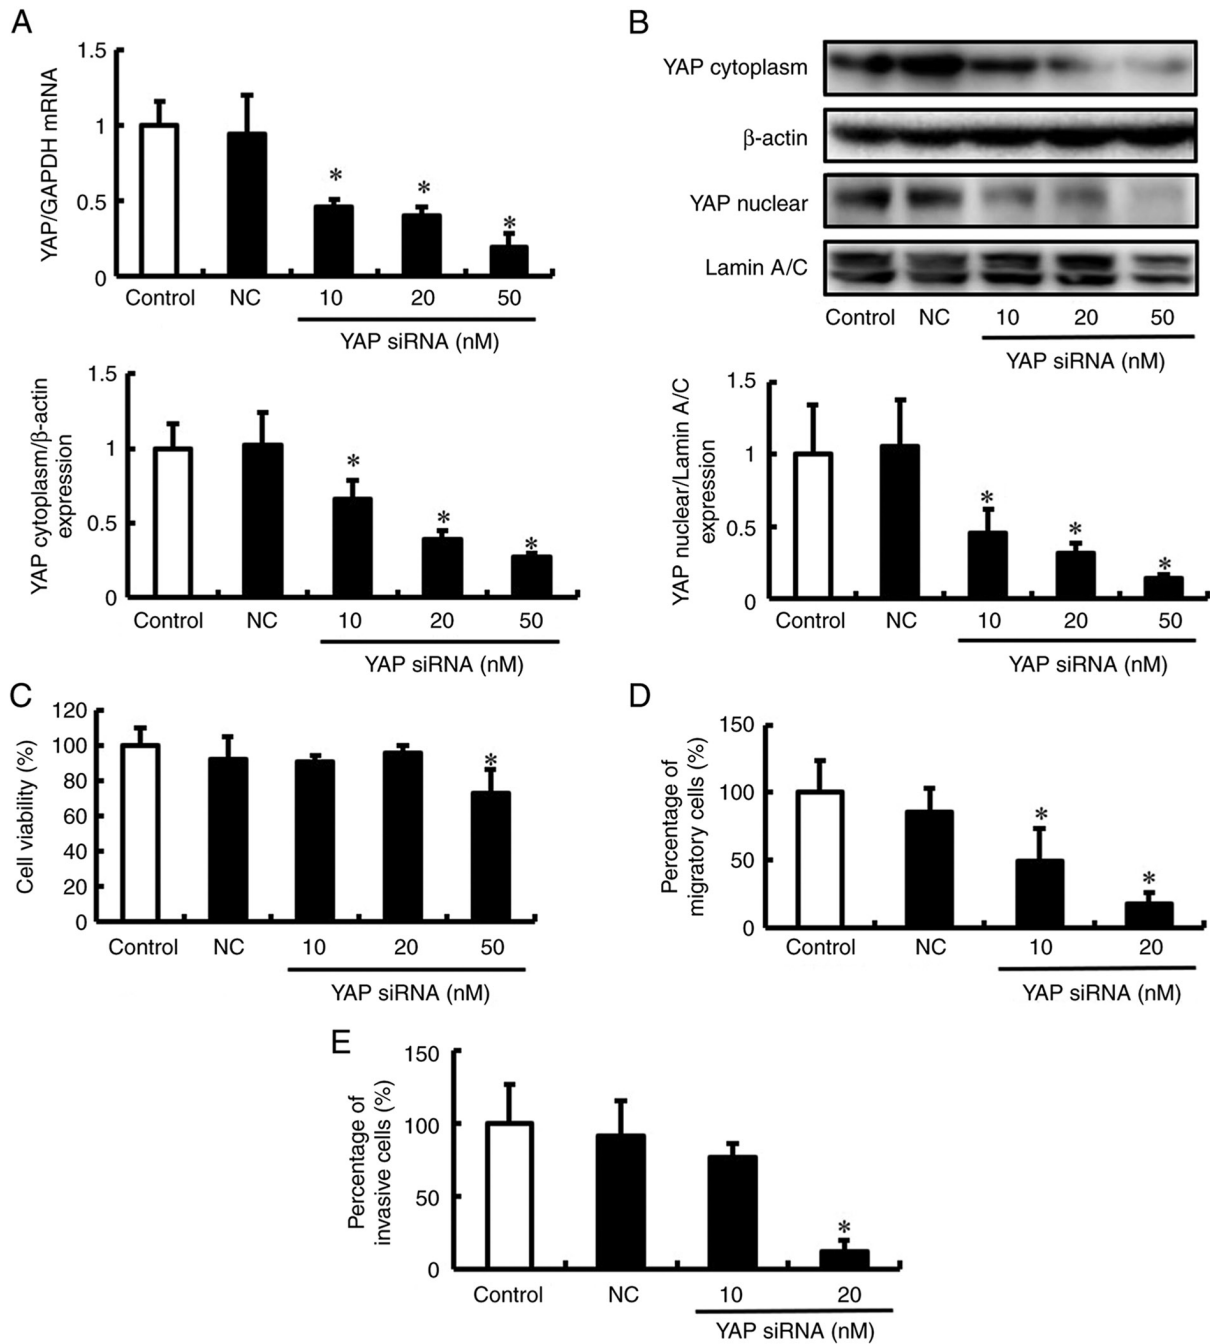 A
1.5
1
0.5
0
YAP/GAPDH mRNA
*
*
*
Control NC 10 20 50
YAP siRNA (nM)
B
YAP cytoplasm
β-actin
YAP nuclear
Lamin A/C
Control NC 10 20 50
YAP siRNA (nM)
1.5
1
0.5
0
YAP cytoplasm/β-actin
expression
*
*
*
Control NC 10 20 50
YAP siRNA (nM)
1.5
1
0.5
0
YAP nuclear/Lamin A/C
expression
*
*
*
Control NC 10 20 50
YAP siRNA (nM)
C
120
100
80
60
40
20
0
Cell viability (%)
*
Control NC 10 20 50
YAP siRNA (nM)
D
150
100
50
0
Percentage of
migratory cells (%)
*
*
Control NC 10 20
YAP siRNA (nM)
E
150
100
50
0
Percentage of
invasive cells (%)
*
Control NC 10 20
YAP siRNA (nM)